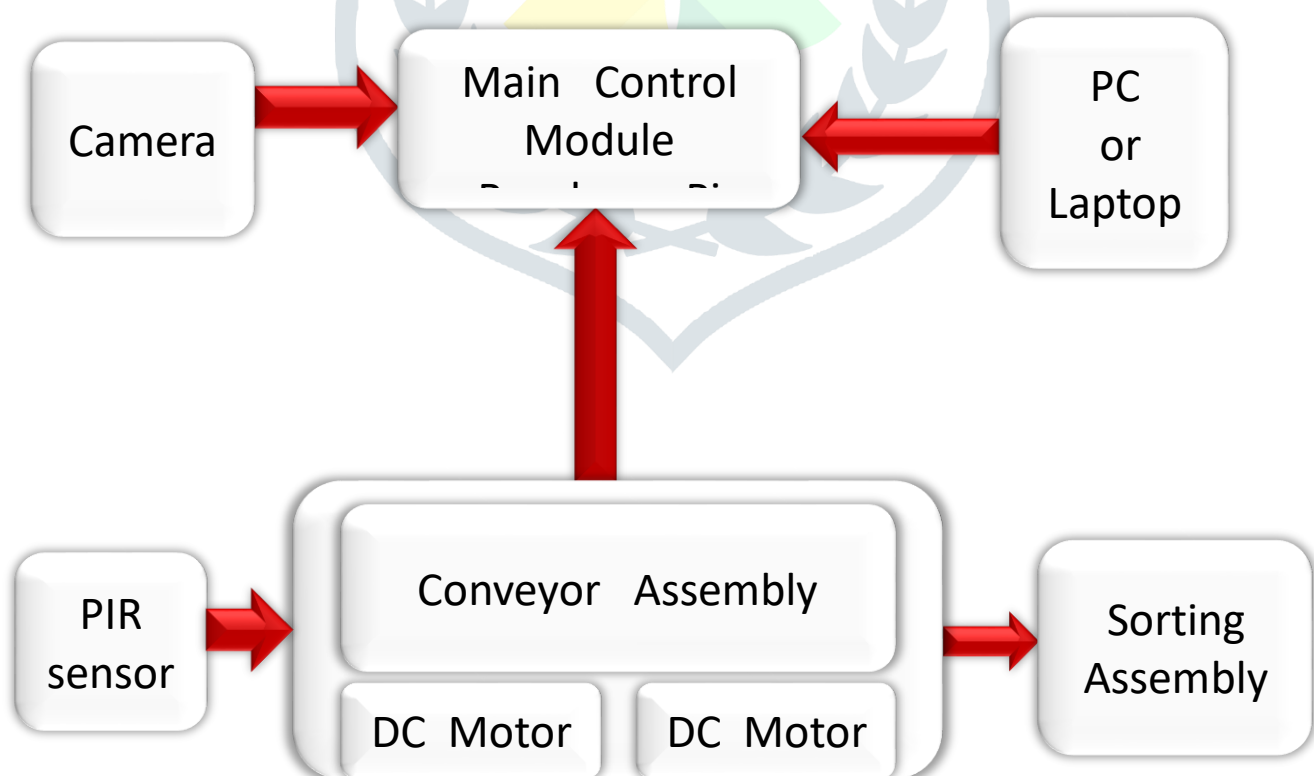 Camera
Main Control
Module
PC
or
Laptop
Conveyor Assembly
PIR
sensor
Sorting
Assembly
DC Motor
DC Motor